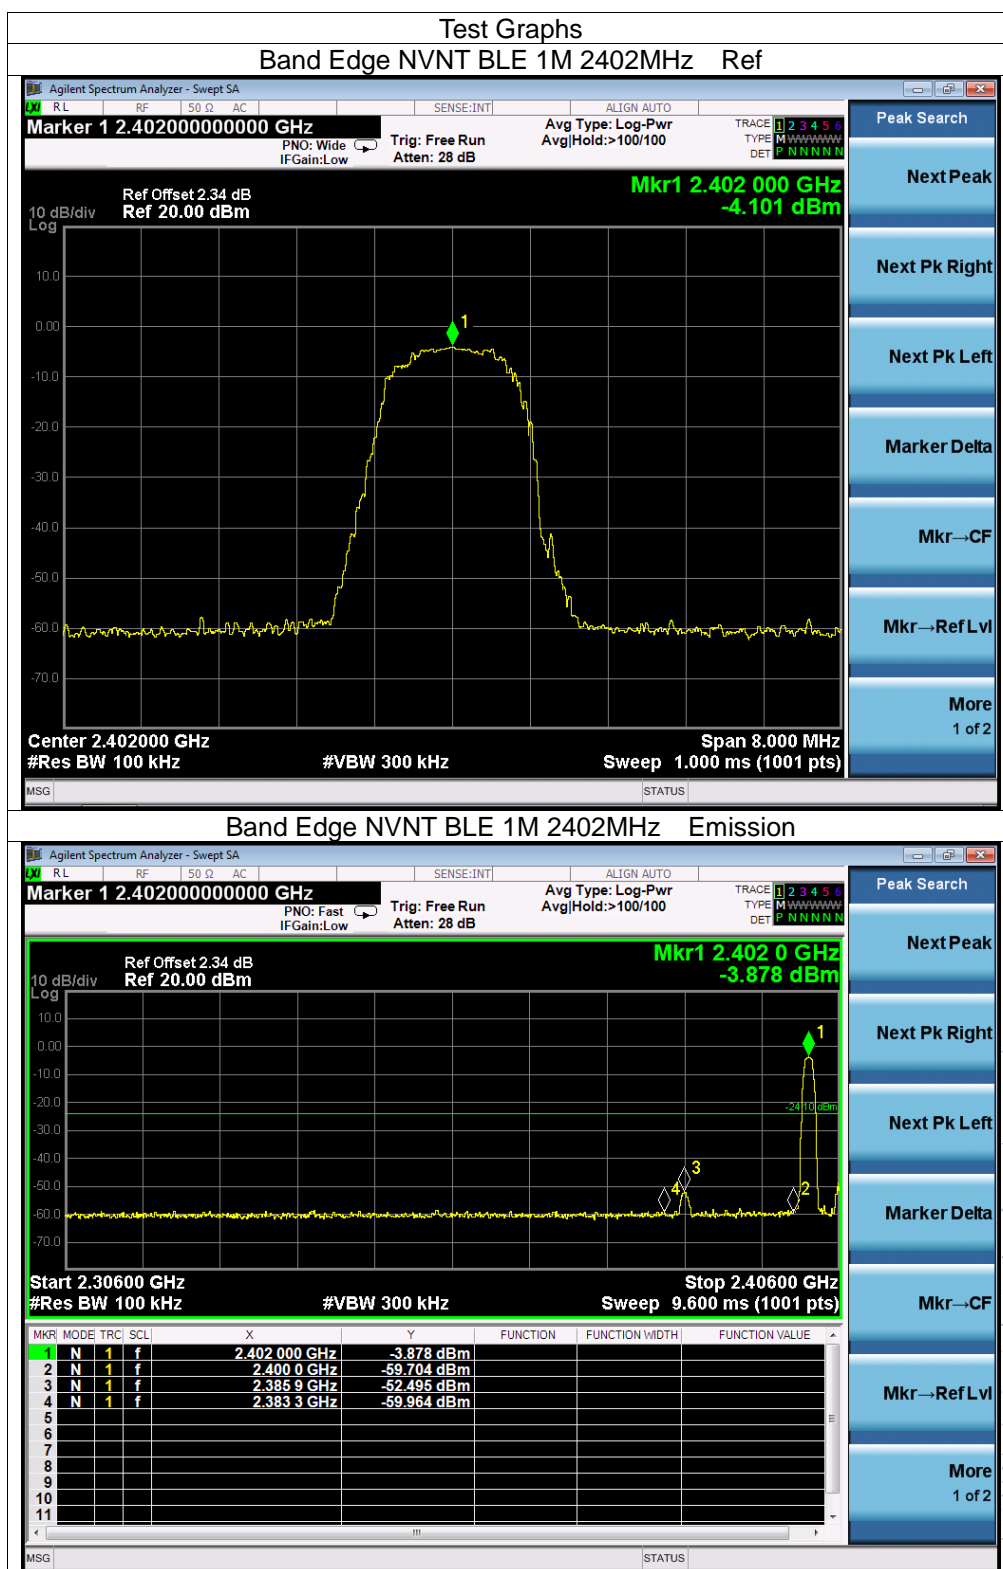 Test Graphs
Band Edge NVNT BLE 1M 2402MHz Ref
Agilent Spectrum Analyzer - Swept SA
LXI RL RF 50 Ω AC SENSE:INT ALIGN AUTO
Marker 1 2.402000000000 GHz
PNO: Wide
IFGain:Low
Trig: Free Run
Atten: 28 dB
Avg Type: Log-Pwr
Avg|Hold:>100/100
TRACE 1 2 3 4 5 6
TYPE M W W W W W
DET P N N N N N
Peak Search
Next Peak
Next Pk Right
Next Pk Left
Marker Delta
Mkr→CF
Mkr→Ref Lvl
More
1 of 2
Mkr1 2.402 000 GHz
-4.101 dBm
Ref Offset 2.34 dB
10 dB/div Ref 20.00 dBm
Log
10.0
0.00
-10.0
-20.0
-30.0
-40.0
-50.0
-60.0
-70.0
1
Center 2.402000 GHz Span 8.000 MHz
#Res BW 100 kHz #VBW 300 kHz Sweep 1.000 ms (1001 pts)
MSG STATUS
Band Edge NVNT BLE 1M 2402MHz Emission
Agilent Spectrum Analyzer - Swept SA
LXI RL RF 50 Ω AC SENSE:INT ALIGN AUTO
Marker 1 2.402000000000 GHz
PNO: Fast
IFGain:Low
Trig: Free Run
Atten: 28 dB
Avg Type: Log-Pwr
Avg|Hold:>100/100
TRACE 1 2 3 4 5 6
TYPE M W W W W W
DET P N N N N N
Peak Search
Next Peak
Next Pk Right
Next Pk Left
Marker Delta
Mkr→CF
Mkr→Ref Lvl
More
1 of 2
Mkr1 2.402 0 GHz
-3.878 dBm
Ref Offset 2.34 dB
10 dB/div Ref 20.00 dBm
Log
10.0
0.00
-10.0
-20.0
-30.0
-40.0
-50.0
-60.0
-70.0
1
-24.10 dBm
3
4
2
Start 2.30600 GHz Stop 2.40600 GHz
#Res BW 100 kHz #VBW 300 kHz Sweep 9.600 ms (1001 pts)
MKR MODE TRC SCL X Y FUNCTION FUNCTION WIDTH FUNCTION VALUE
1 N 1 f 2.402 000 GHz -3.878 dBm
2 N 1 f 2.400 0 GHz -59.704 dBm
3 N 1 f 2.385 9 GHz -52.495 dBm
4 N 1 f 2.383 3 GHz -59.964 dBm
5
6
7
8
9
10
11
MSG STATUS